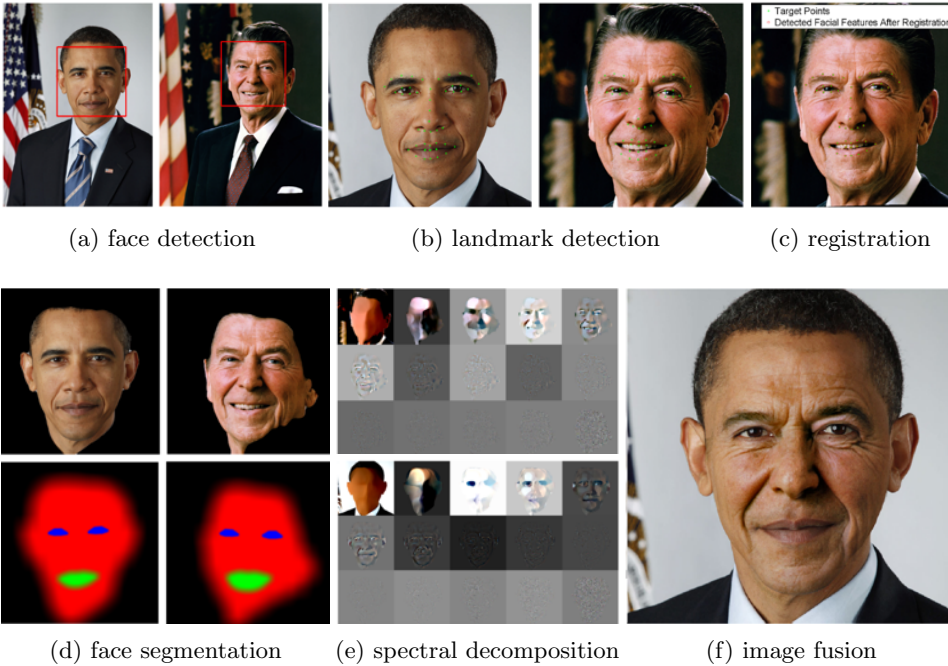 Target Points
Detected Facial Features After Registration
(a) face detection
(b) landmark detection
(c) registration
(d) face segmentation
(e) spectral decomposition
(f) image fusion